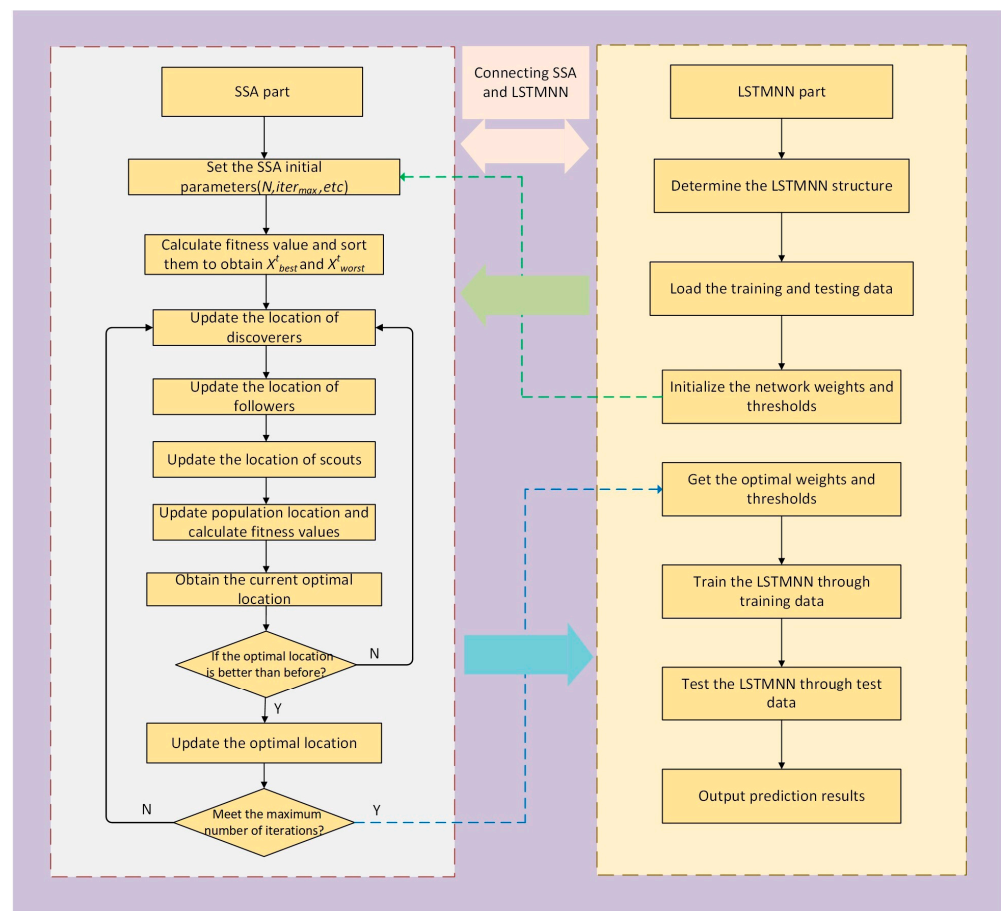 SSA part
Set the SSA initial
parameters(N,iter_max,etc)
Calculate fitness value and sort
them to obtain X^t_best and X^t_worst
Update the location of
discoverers
Update the location of
followers
Update the location of scouts
Update population location and
calculate fitness values
Obtain the current optimal
location
If the optimal location
is better than before?
N
Y
Update the optimal location
Meet the maximum
number of iterations?
N
Y
Connecting SSA
and LSTMNN
LSTMNN part
Determine the LSTMNN structure
Load the training and testing data
Initialize the network weights and
thresholds
Get the optimal weights and
thresholds
Train the LSTMNN through
training data
Test the LSTMNN through test
data
Output prediction results